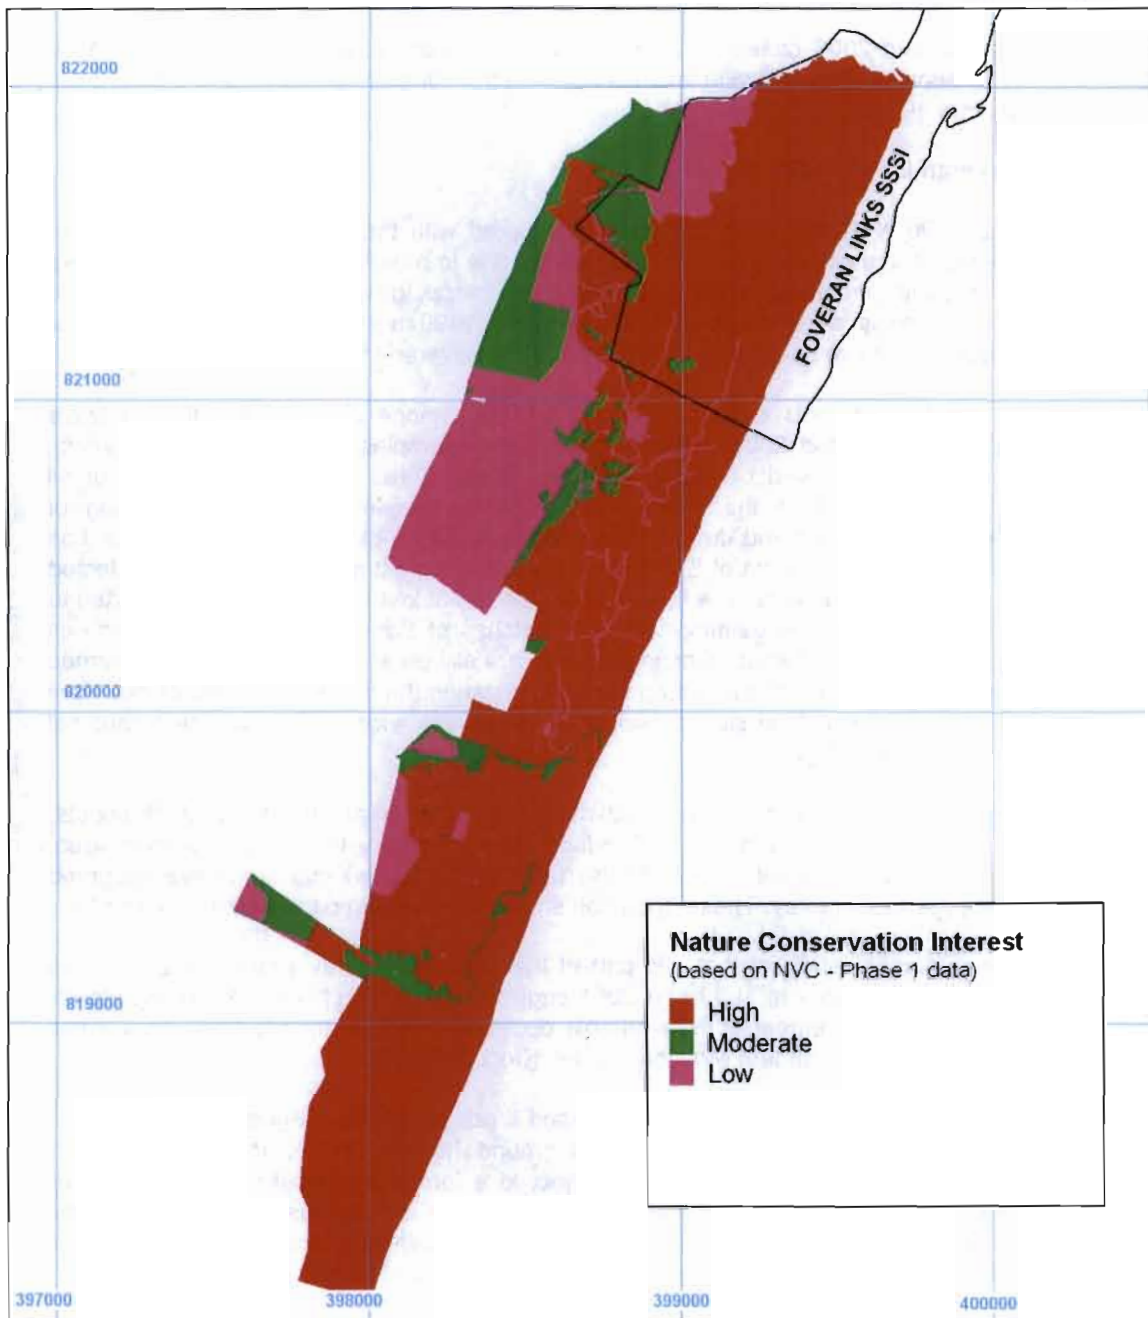 822000
FOVERAN LINKS SSSI
821000
820000
Nature Conservation Interest
(based on NVC - Phase 1 data)
High
Moderate
Low
819000
397000
398000
399000
400000